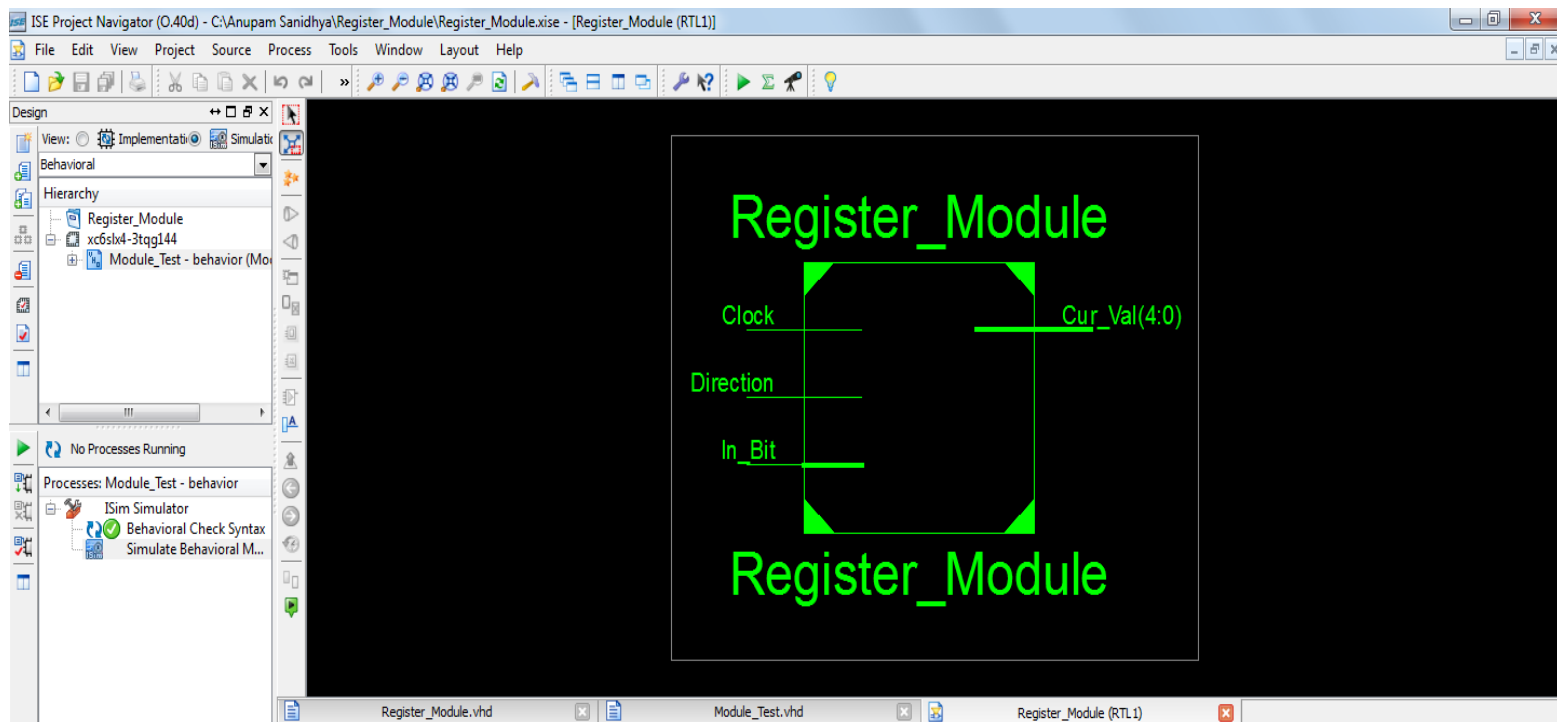 ISE Project Navigator (O.40d) - C:\Anupam Sanidhya\Register_Module\Register_Module.xise - [Register_Module (RTL1)]
File Edit View Project Source Process Tools Window Layout Help
Design
View: Implementati Simulatic
Behavioral
Hierarchy
Register_Module
xc6slx4-3tqg144
Module_Test - behavior (Mo
No Processes Running
Processes: Module_Test - behavior
ISim Simulator
Behavioral Check Syntax
Simulate Behavioral M...
Register_Module
Clock
Cur_Val(4:0)
Direction
In_Bit
Register_Module
Register_Module.vhd
Module_Test.vhd
Register_Module (RTL1)